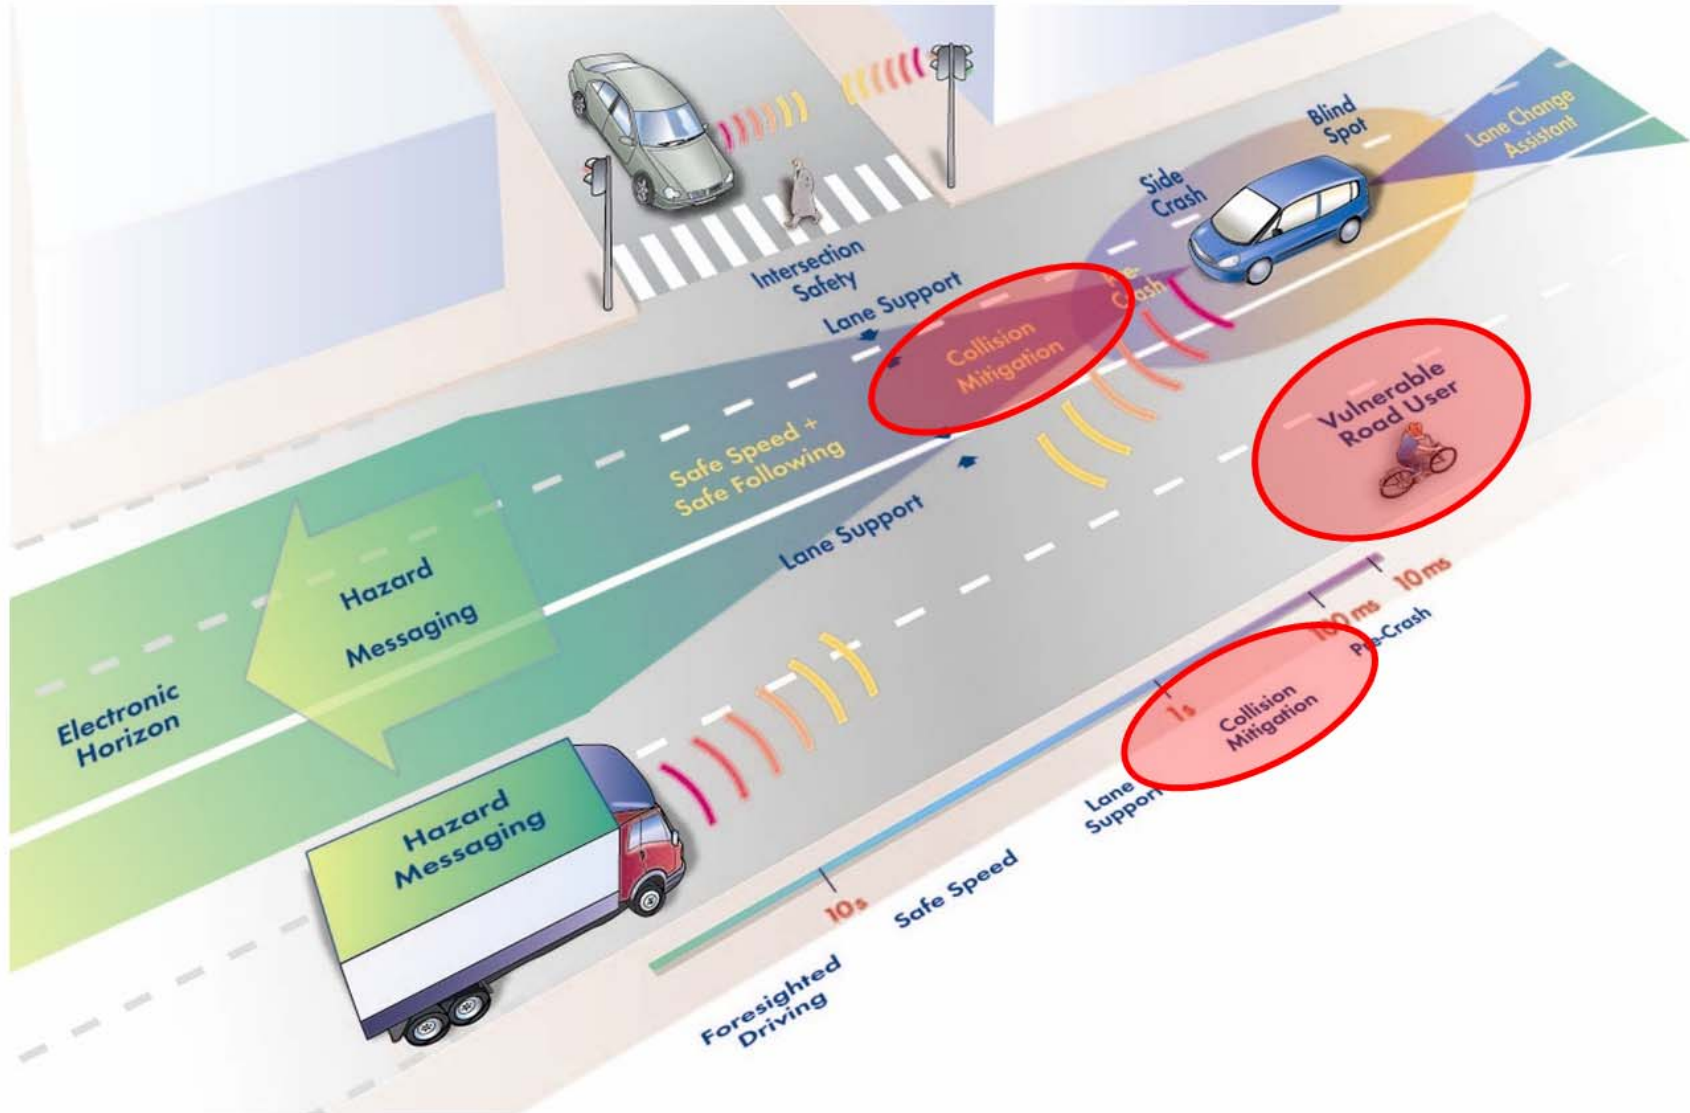 Blind
Spot
Lane Change
Assistant
Side
Crash
Intersection
Safety
Lane Support
Pre-
Crash
Collision
Mitigation
Vulnerable
Road User
Safe Speed +
Safe Following
Lane Support
Hazard
Messaging
Electronic
Horizon
Hazard
Messaging
10ms
100 ms
Pre-Crash
1s
Collision
Mitigation
Lane
Support
10s
Safe Speed
Foresighted
Driving